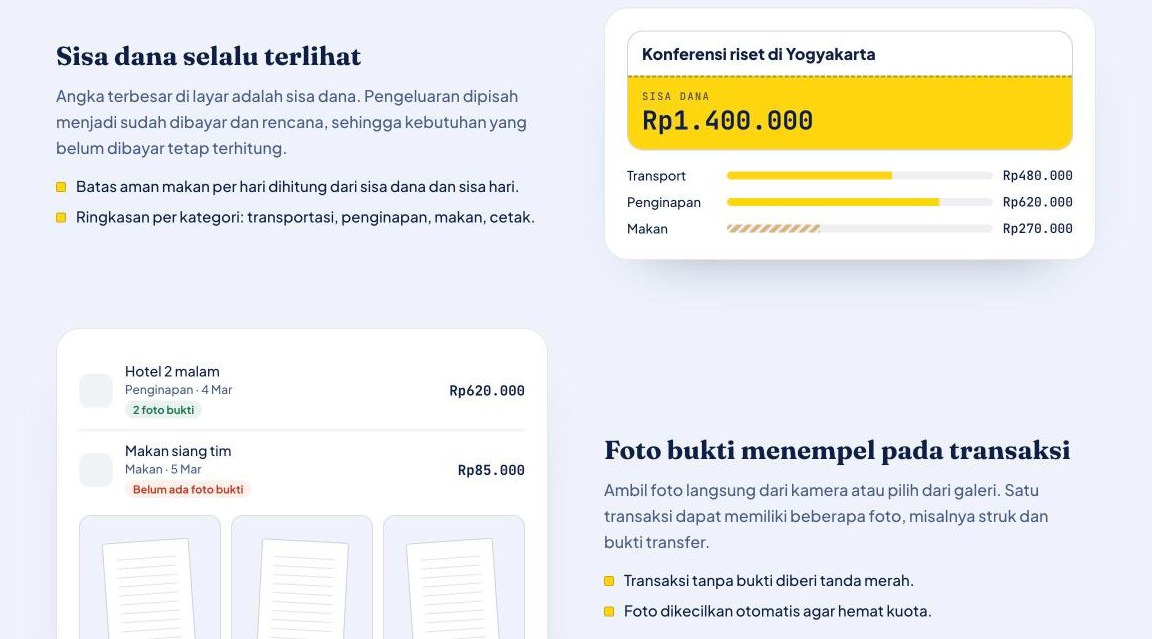 Sisa dana selalu terlihat
Angka terbesar di layar adalah sisa dana. Pengeluaran dipisah
menjadi sudah dibayar dan rencana, sehingga kebutuhan yang
belum dibayar tetap terhitung.
Batas aman makan per hari dihitung dari sisa dana dan sisa hari.
Ringkasan per kategori: transportasi, penginapan, makan, cetak.
Konferensi riset di Yogyakarta
SISA DANA
Rp1.400.000
Transport Rp480.000
Penginapan Rp620.000
Makan Rp270.000
Hotel 2 malam
Penginapan · 4 Mar
Rp620.000
2 foto bukti
Makan siang tim
Makan · 5 Mar
Rp85.000
Belum ada foto bukti
Foto bukti menempel pada transaksi
Ambil foto langsung dari kamera atau pilih dari galeri. Satu
transaksi dapat memiliki beberapa foto, misalnya struk dan
bukti transfer.
Transaksi tanpa bukti diberi tanda merah.
Foto dikecilkan otomatis agar hemat kuota.